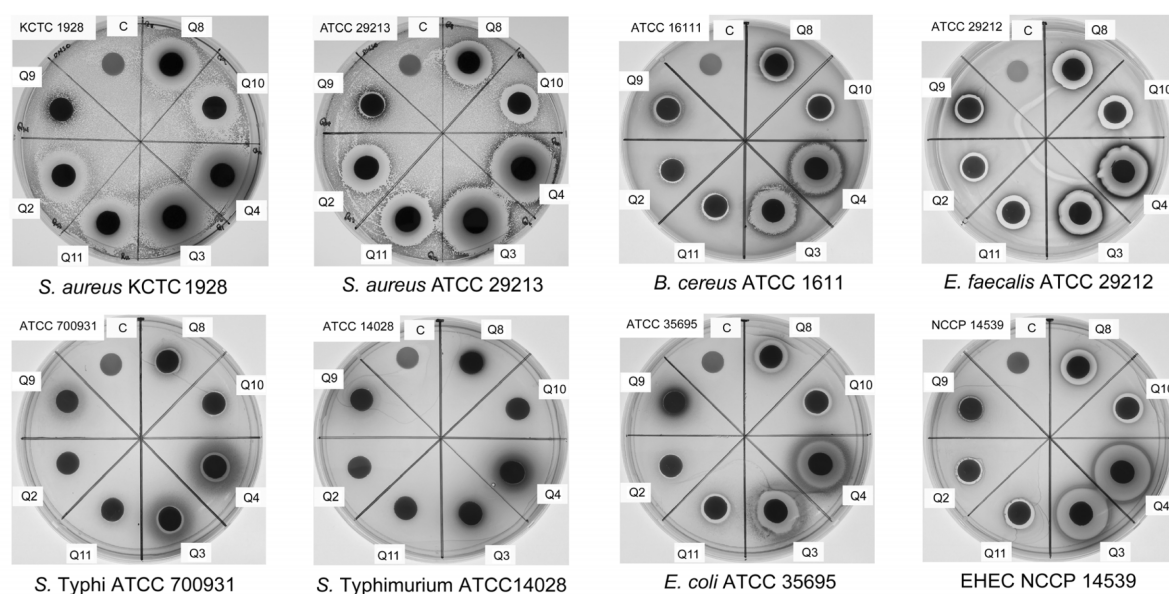 KCTC 1928 C Q8
Q9 Q10
Q2 Q4
Q11 Q3
S. aureus KCTC 1928
ATCC 29213 C Q8
Q9 Q10
Q2 Q4
Q11 Q3
S. aureus ATCC 29213
ATCC 16111 C Q8
Q9 Q10
Q2 Q4
Q11 Q3
B. cereus ATCC 1611
ATCC 29212 C Q8
Q9 Q10
Q2 Q4
Q11 Q3
E. faecalis ATCC 29212
ATCC 700931 C Q8
Q9 Q10
Q2 Q4
Q11 Q3
S. Typhi ATCC 700931
ATCC 14028 C Q8
Q9 Q10
Q2 Q4
Q11 Q3
S. Typhimurium ATCC14028
ATCC 35695 C Q8
Q9 Q10
Q2 Q4
Q11 Q3
E. coli ATCC 35695
NCCP 14539 C Q8
Q9 Q10
Q2 Q4
Q11 Q3
EHEC NCCP 14539